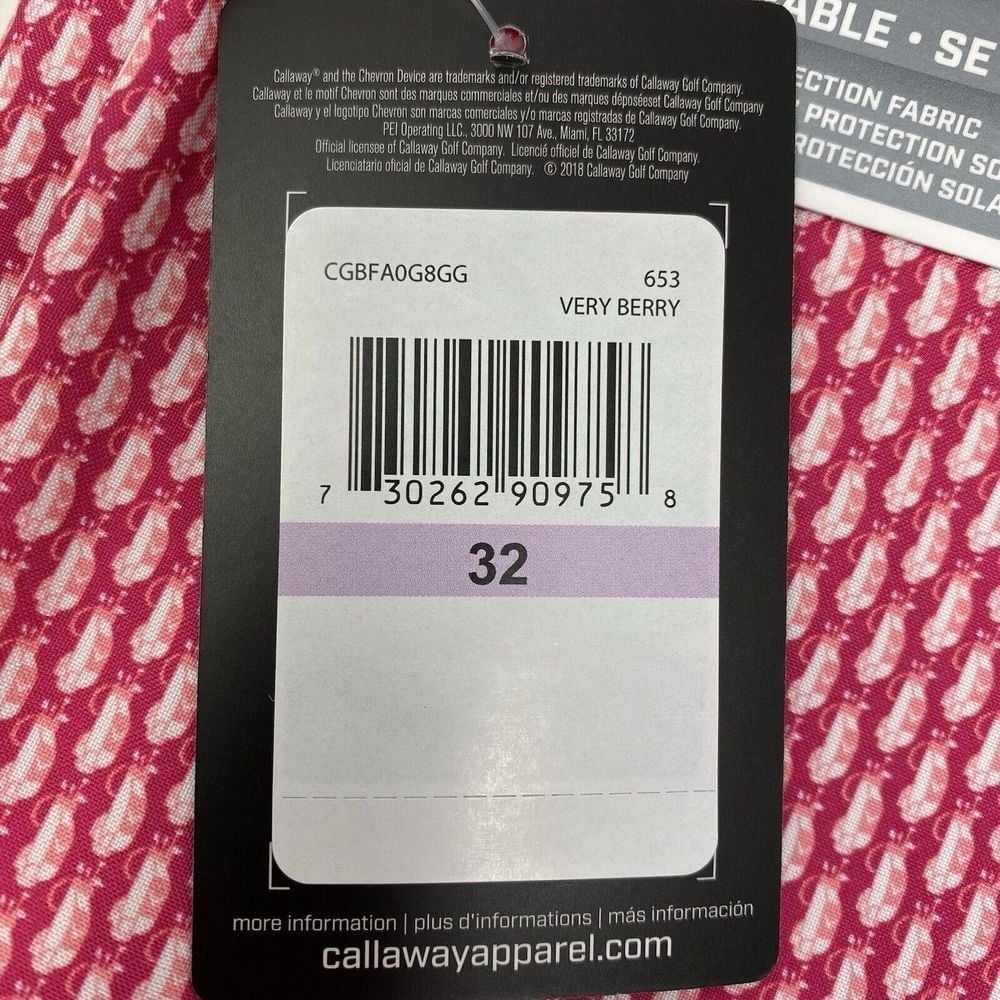 Callaway® and the Chevron Device are trademarks and/or registered trademarks of Callaway Golf Company.
Callaway et le motif Chevron sont des marques commerciales et/ou des marques déposéeset Callaway Golf Company
Callaway y el logotipo Chevron son marcas comerciales y/o marcas registradas de Callaway Golf Company.
PEI Operating LLC., 3000 NW 107 Ave., Miami, FL 33172
Official licensee of Callaway Golf Company. Licencié officiel de Callaway Golf Company.
Licenciatario oficial de Callaway Golf Company. © 2018 Callaway Golf Company
CGBFA0G8GG
653
VERY BERRY
7 30262 90975 8
32
more information | plus d'informations | más información
callawayapparel.com
ABLE • SE
ECTION FABRIC
PROTECTION SO
ROTECCIÓN SOLA